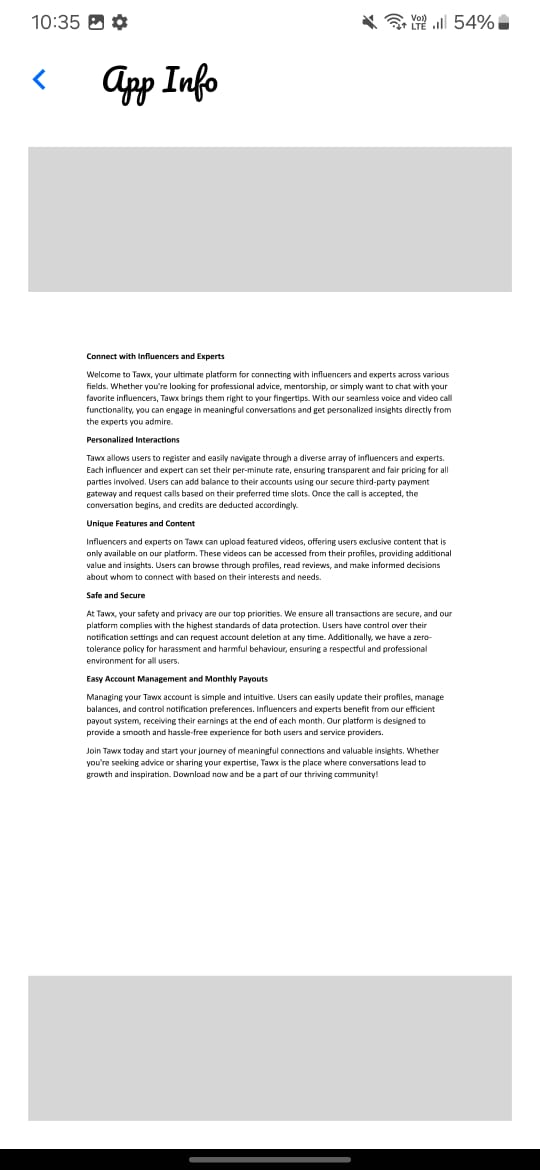 10:35
Vo))
LTE
54%
App Info
Connect with Influencers and Experts
Welcome to Tawx, your ultimate platform for connecting with influencers and experts across various
fields. Whether you're looking for professional advice, mentorship, or simply want to chat with your
favorite influencers, Tawx brings them right to your fingertips. With our seamless voice and video call
functionality, you can engage in meaningful conversations and get personalized insights directly from
the experts you admire.
Personalized Interactions
Tawx allows users to register and easily navigate through a diverse array of influencers and experts.
Each influencer and expert can set their per-minute rate, ensuring transparent and fair pricing for all
parties involved. Users can add balance to their accounts using our secure third-party payment
gateway and request calls based on their preferred time slots. Once the call is accepted, the
conversation begins, and credits are deducted accordingly.
Unique Features and Content
Influencers and experts on Tawx can upload featured videos, offering users exclusive content that is
only available on our platform. These videos can be accessed from their profiles, providing additional
value and insights. Users can browse through profiles, read reviews, and make informed decisions
about whom to connect with based on their interests and needs.
Safe and Secure
At Tawx, your safety and privacy are our top priorities. We ensure all transactions are secure, and our
platform complies with the highest standards of data protection. Users have control over their
notification settings and can request account deletion at any time. Additionally, we have a zero-
tolerance policy for harassment and harmful behaviour, ensuring a respectful and professional
environment for all users.
Easy Account Management and Monthly Payouts
Managing your Tawx account is simple and intuitive. Users can easily update their profiles, manage
balances, and control notification preferences. Influencers and experts benefit from our efficient
payout system, receiving their earnings at the end of each month. Our platform is designed to
provide a smooth and hassle-free experience for both users and service providers.
Join Tawx today and start your journey of meaningful connections and valuable insights. Whether
you're seeking advice or sharing your expertise, Tawx is the place where conversations lead to
growth and inspiration. Download now and be a part of our thriving community!